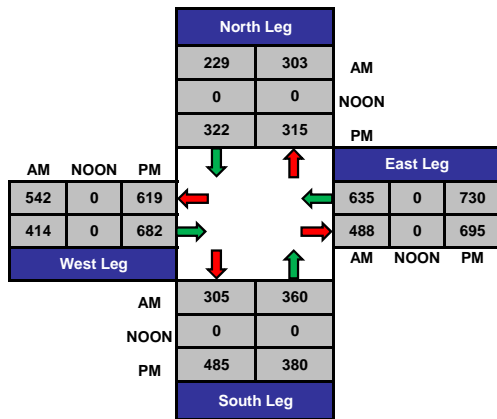 North Leg
229 303 AM
0 0 NOON
322 315 PM
AM NOON PM East Leg
542 0 619 635 0 730
414 0 682 488 0 695
West Leg AM NOON PM
AM 305 360
NOON 0 0
PM 485 380
South Leg